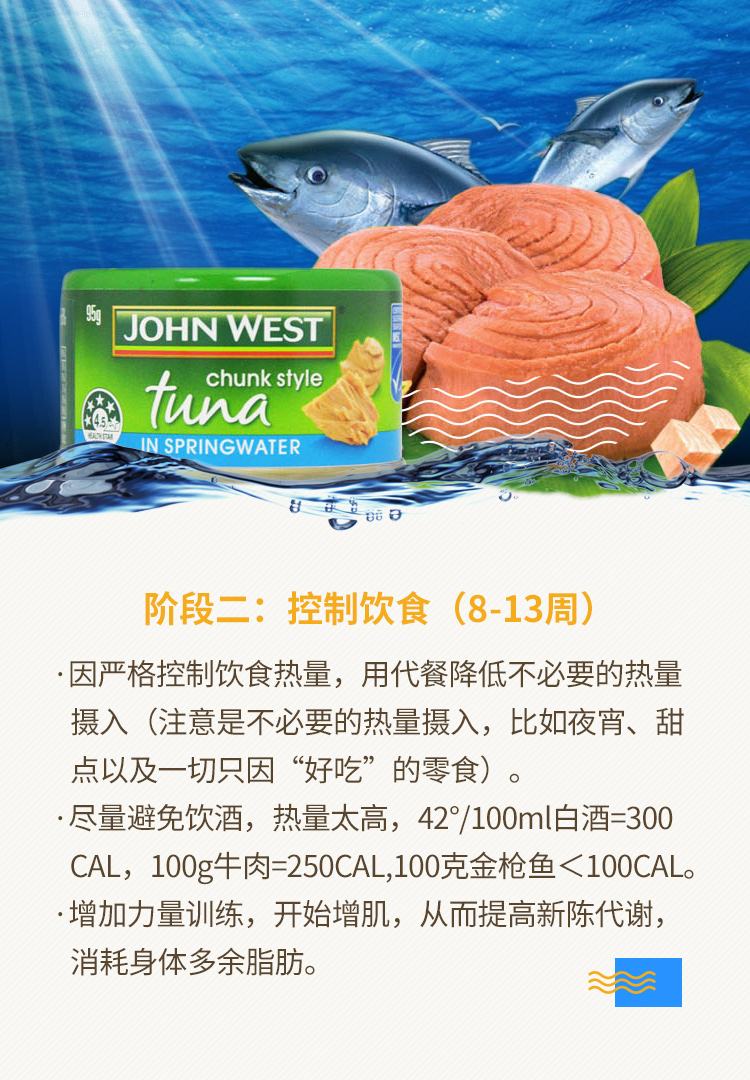 95g
JOHN WEST
chunk style
tuna
4.5
HEALTH STAR
IN SPRINGWATER
阶段二：控制饮食（8-13周）
·因严格控制饮食热量，用代餐降低不必要的热量
摄入（注意是不必要的热量摄入，比如夜宵、甜
点以及一切只因“好吃”的零食）。
·尽量避免饮酒，热量太高，42°/100ml白酒=300
CAL，100g牛肉=250CAL,100克金枪鱼＜100CAL。
·增加力量训练，开始增肌，从而提高新陈代谢，
消耗身体多余脂肪。